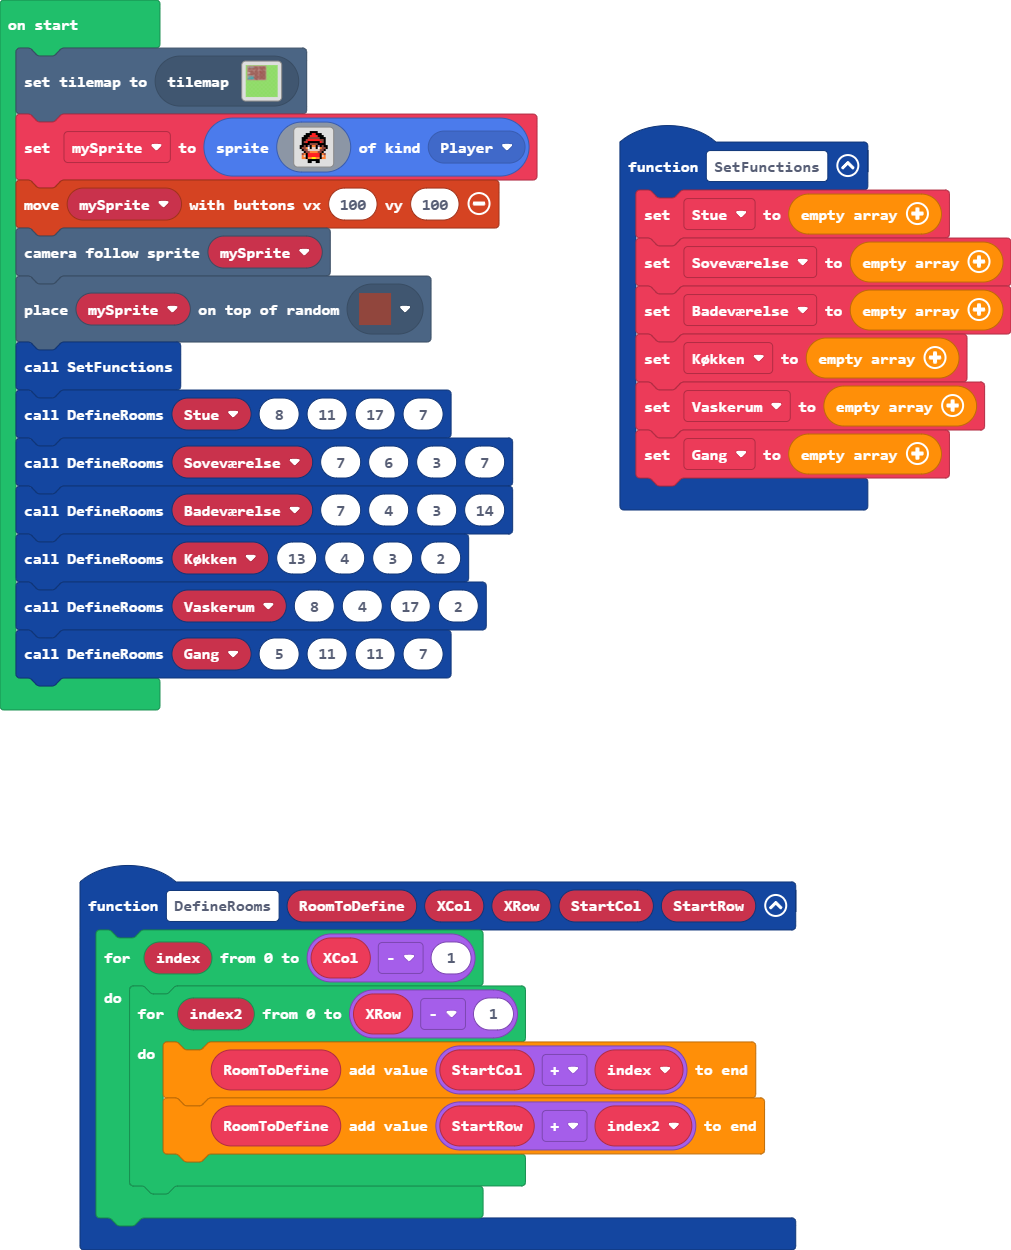 on start
set tilemap to tilemap
set mySprite to sprite of kind Player
move mySprite with buttons vx 100 vy 100
camera follow sprite mySprite
place mySprite on top of random
call SetFunctions
call DefineRooms Stue 8 11 17 7
call DefineRooms Soveværelse 7 6 3 7
call DefineRooms Badeværelse 7 4 3 14
call DefineRooms Køkken 13 4 3 2
call DefineRooms Vaskerum 8 4 17 2
call DefineRooms Gang 5 11 11 7
function SetFunctions
set Stue to empty array
set Soveværelse to empty array
set Badeværelse to empty array
set Køkken to empty array
set Vaskerum to empty array
set Gang to empty array
function DefineRooms RoomToDefine XCol XRow StartCol StartRow
for index from 0 to XCol - 1
do
for index2 from 0 to XRow - 1
do
RoomToDefine add value StartCol + index to end
RoomToDefine add value StartRow + index2 to end